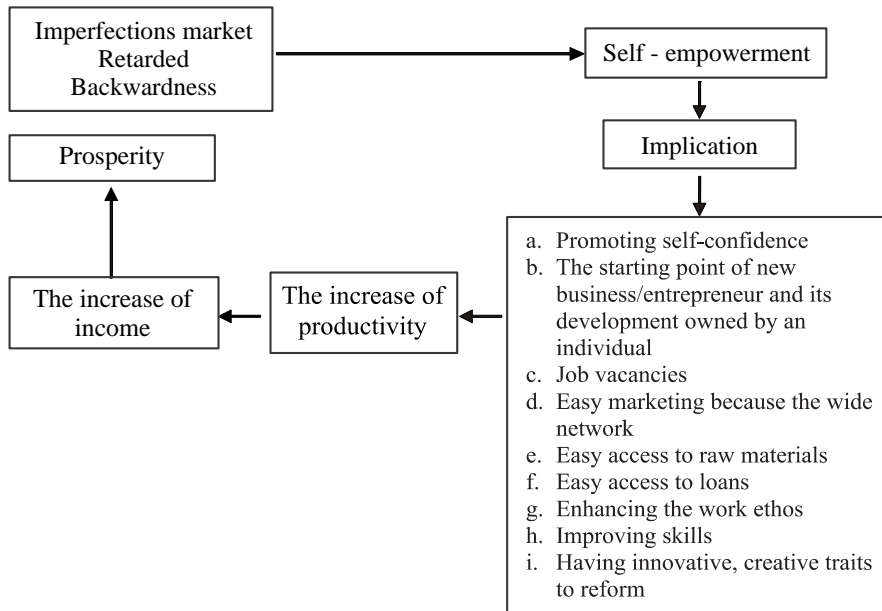 Imperfections market
Retarded
Backwardness
Self - empowerment
Implication
a. Promoting self-confidence
b. The starting point of new
business/entrepreneur and its
development owned by an
individual
c. Job vacancies
d. Easy marketing because the wide
network
e. Easy access to raw materials
f. Easy access to loans
g. Enhancing the work ethos
h. Improving skills
i. Having innovative, creative traits
to reform
The increase of
productivity
The increase of
income
Prosperity